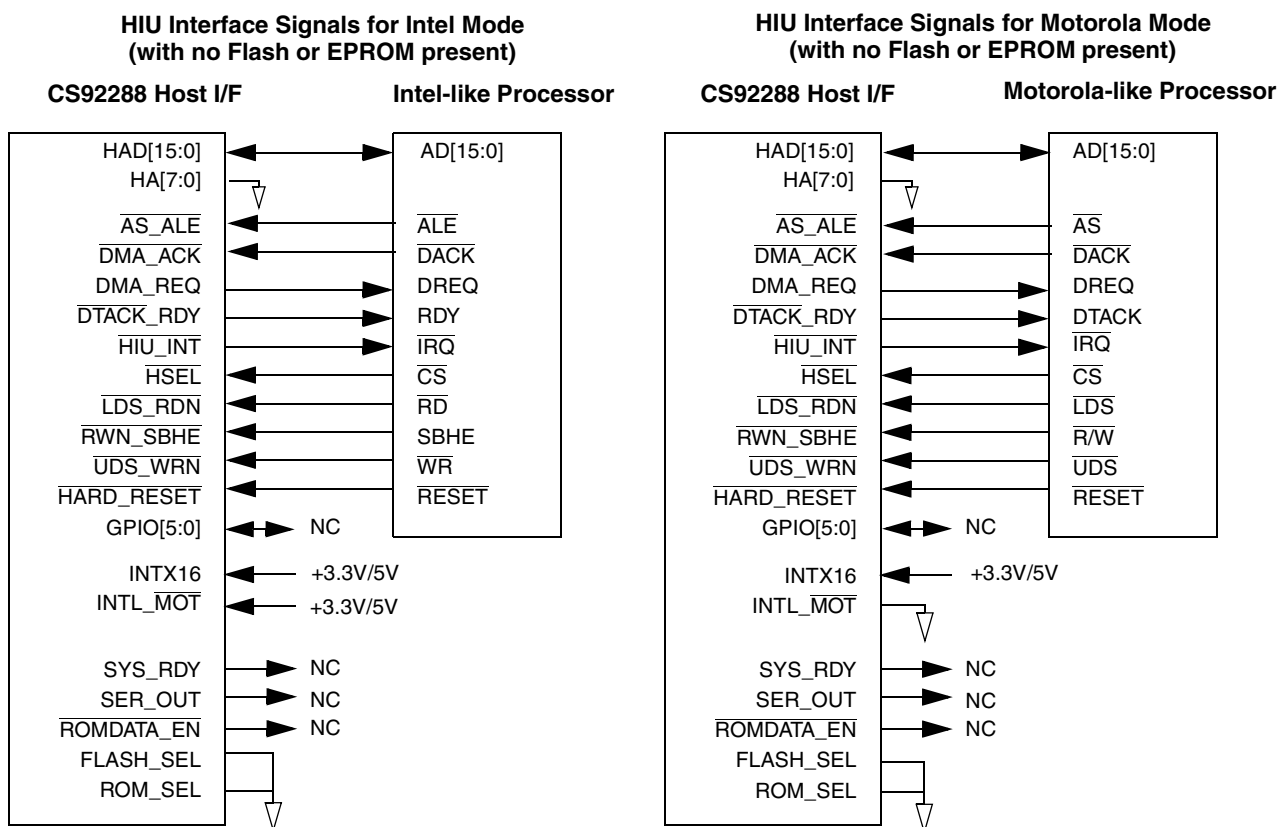 HIU Interface Signals for Intel Mode
(with no Flash or EPROM present)
CS92288 Host I/F
Intel-like Processor
HAD[15:0]
AD[15:0]
HA[7:0]
AS_ALE
ALE
DMA_ACK
DACK
DMA_REQ
DREQ
DTACK_RDY
RDY
HIU_INT
IRQ
HSEL
CS
LDS_RDN
RD
RWN_SBHE
SBHE
UDS_WRN
WR
HARD_RESET
RESET
GPIO[5:0]
NC
INTX16
+3.3V/5V
INTL_MOT
+3.3V/5V
SYS_RDY
NC
SER_OUT
NC
ROMDATA_EN
NC
FLASH_SEL
ROM_SEL
HIU Interface Signals for Motorola Mode
(with no Flash or EPROM present)
CS92288 Host I/F
Motorola-like Processor
HAD[15:0]
AD[15:0]
HA[7:0]
AS_ALE
AS
DMA_ACK
DACK
DMA_REQ
DREQ
DTACK_RDY
DTACK
HIU_INT
IRQ
HSEL
CS
LDS_RDN
LDS
RWN_SBHE
R/W
UDS_WRN
UDS
HARD_RESET
RESET
GPIO[5:0]
NC
INTX16
+3.3V/5V
INTL_MOT
SYS_RDY
NC
SER_OUT
NC
ROMDATA_EN
NC
FLASH_SEL
ROM_SEL